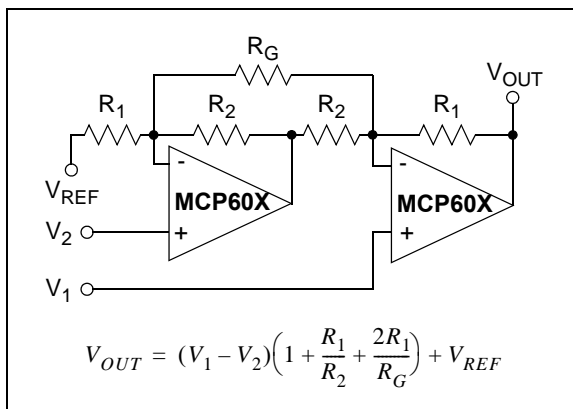 R_G
V_OUT
R_1 R_2 R_2 R_1
- -
V_REF MCP60X MCP60X
V_2 + +
V_1
V_OUT = (V_1 – V_2)(1 + R_1/R_2 + 2R_1/R_G) + V_REF